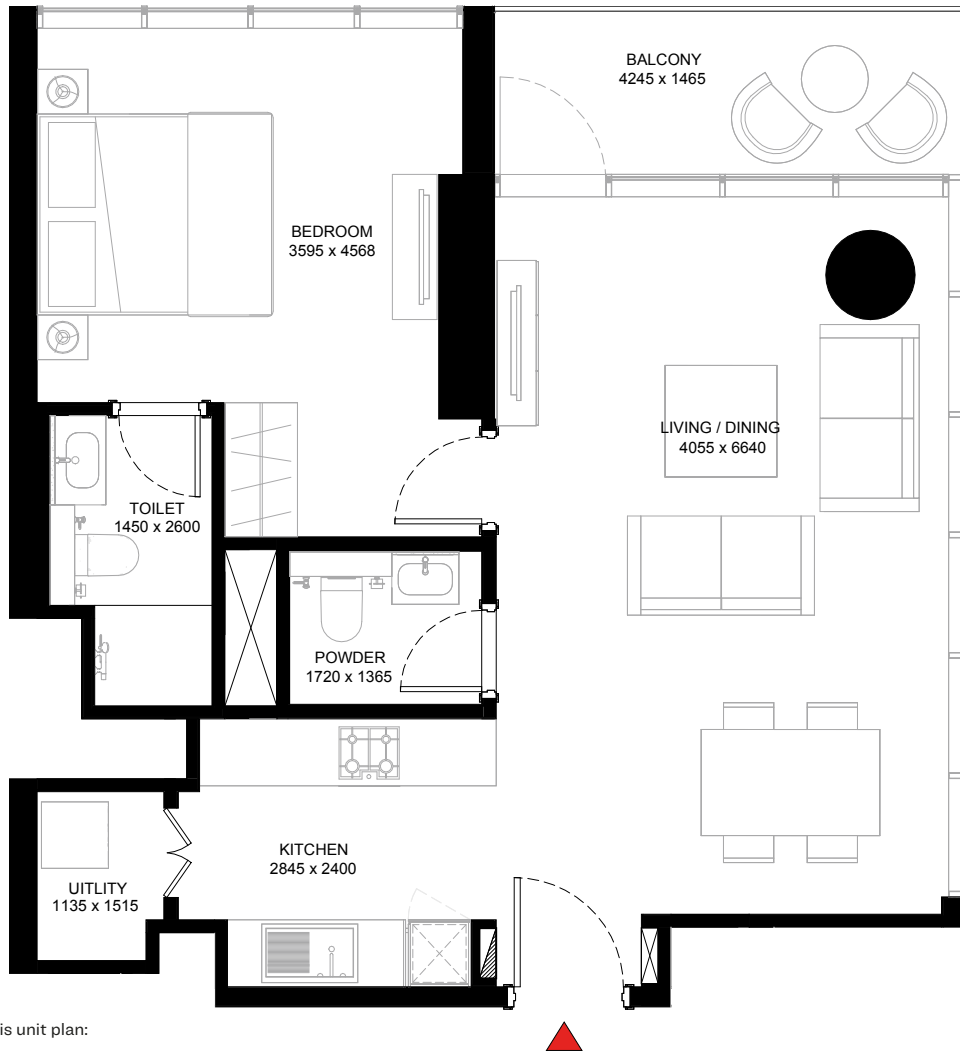 BALCONY
4245 x 1465
BEDROOM
3595 x 4568
LIVING / DINING
4055 x 6640
TOILET
1450 x 2600
POWDER
1720 x 1365
KITCHEN
2845 x 2400
UITLITY
1135 x 1515
is unit plan: